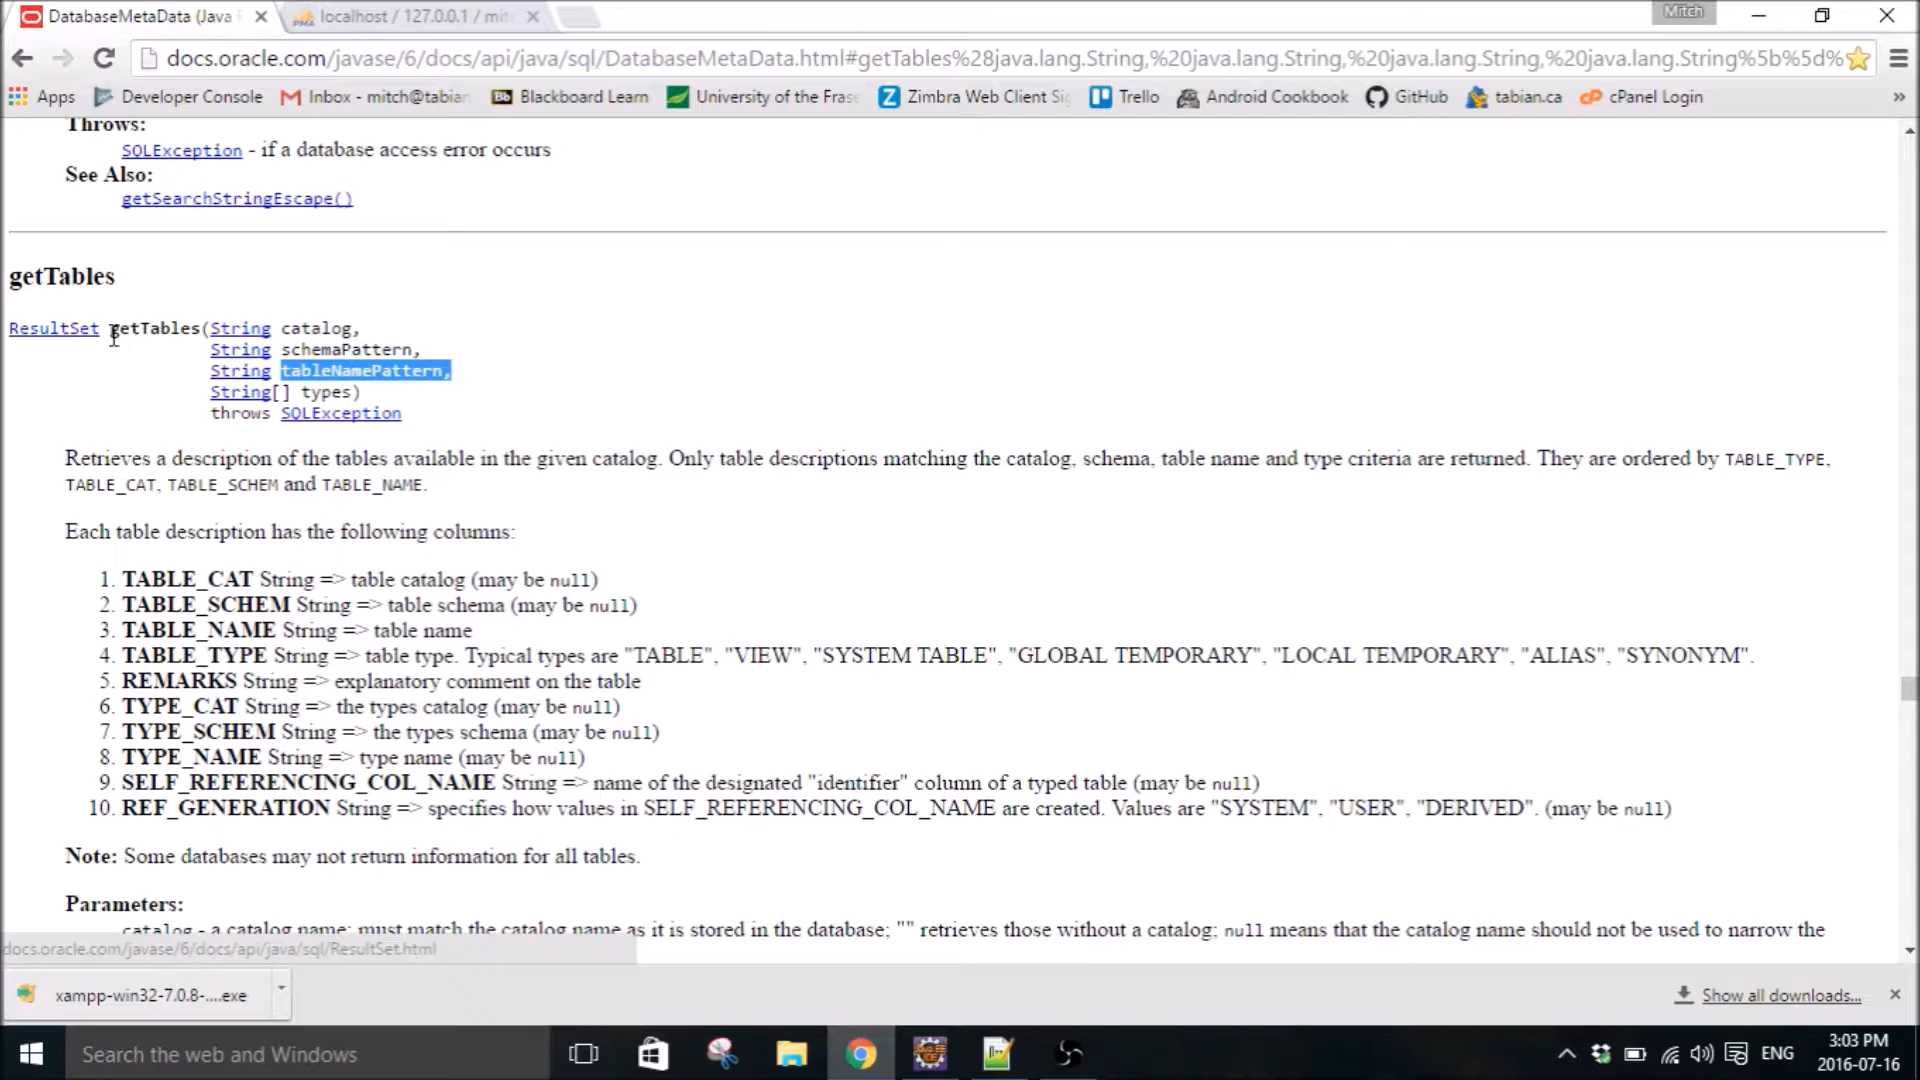 DatabaseMetaData (Java
localhost / 127.0.0.1 / mit
Mitch
docs.oracle.com/javase/6/docs/api/java/sql/DatabaseMetaData.html#getTables%28java.lang.String,%20java.lang.String,%20java.lang.String,%20java.lang.String%5b%5d%
Apps Developer Console Inbox - mitch@tabian Blackboard Learn University of the Frase Zimbra Web Client Si Trello Android Cookbook GitHub tabian.ca cPanel Login »
Throws:
SQLException - if a database access error occurs
See Also:
getSearchStringEscape()
getTables
ResultSet getTables(String catalog,
String schemaPattern,
String tableNamePattern,
String[] types)
throws SQLException
Retrieves a description of the tables available in the given catalog. Only table descriptions matching the catalog, schema, table name and type criteria are returned. They are ordered by TABLE_TYPE,
TABLE_CAT, TABLE_SCHEM and TABLE_NAME.
Each table description has the following columns:
1. TABLE_CAT String => table catalog (may be null)
2. TABLE_SCHEM String => table schema (may be null)
3. TABLE_NAME String => table name
4. TABLE_TYPE String => table type. Typical types are "TABLE", "VIEW", "SYSTEM TABLE", "GLOBAL TEMPORARY", "LOCAL TEMPORARY", "ALIAS", "SYNONYM".
5. REMARKS String => explanatory comment on the table
6. TYPE_CAT String => the types catalog (may be null)
7. TYPE_SCHEM String => the types schema (may be null)
8. TYPE_NAME String => type name (may be null)
9. SELF_REFERENCING_COL_NAME String => name of the designated "identifier" column of a typed table (may be null)
10. REF_GENERATION String => specifies how values in SELF_REFERENCING_COL_NAME are created. Values are "SYSTEM", "USER", "DERIVED". (may be null)
Note: Some databases may not return information for all tables.
Parameters:
catalog - a catalog name; must match the catalog name as it is stored in the database; "" retrieves those without a catalog; null means that the catalog name should not be used to narrow the
docs.oracle.com/javase/6/docs/api/java/sql/ResultSet.html
xampp-win32-7.0.8-....exe
Show all downloads...
Search the web and Windows
ENG
3:03 PM
2016-07-16